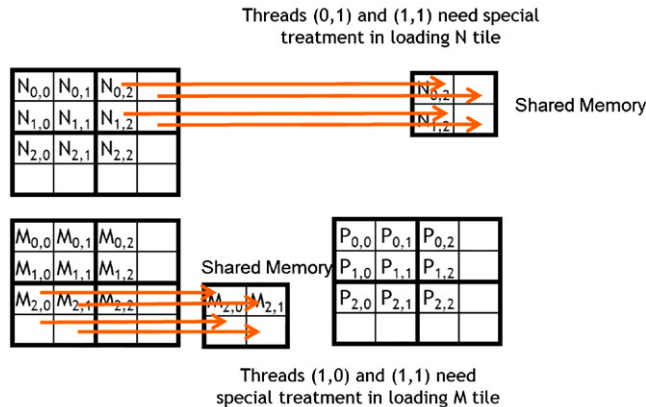 Threads (0,1) and (1,1) need special
treatment in loading N tile
N0,0 N0,1 N0,2
N0,2
N1,0 N1,1 N1,2
N1,2
Shared Memory
N2,0 N2,1 N2,2
M0,0 M0,1 M0,2
P0,0 P0,1 P0,2
M1,0 M1,1 M1,2
Shared Memory
P1,0 P1,1 P1,2
M2,0 M2,1 M2,2
M2,0 M2,1
P2,0 P2,1 P2,2
Threads (1,0) and (1,1) need
special treatment in loading M tile